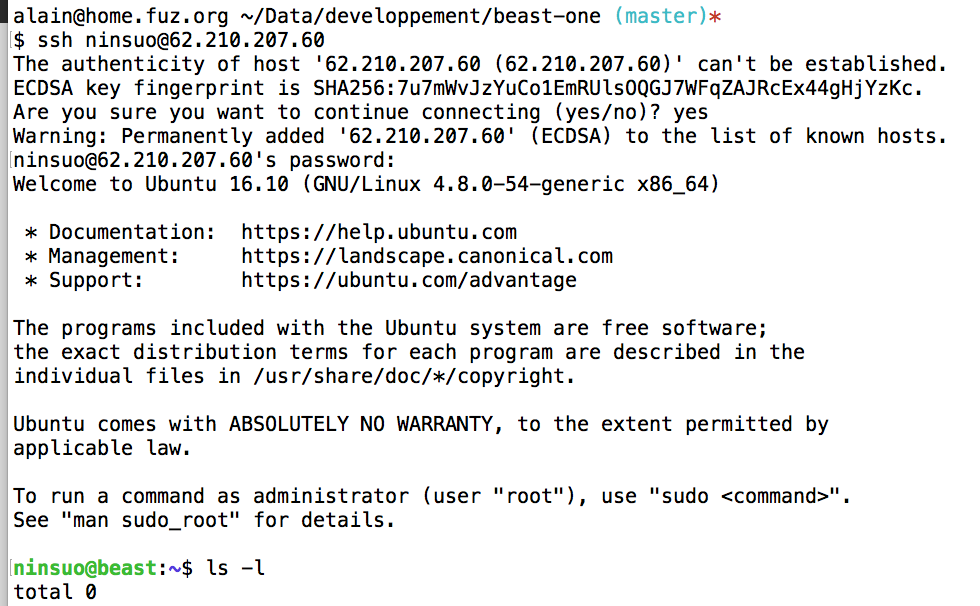 alain@home.fuz.org ~/Data/developpement/beast-one (master)*
$ ssh ninsuo@62.210.207.60
The authenticity of host '62.210.207.60 (62.210.207.60)' can't be established.
ECDSA key fingerprint is SHA256:7u7mWvJzYuCo1EmRUlsOQGJ7WFqZAJRcEx44gHjYzKc.
Are you sure you want to continue connecting (yes/no)? yes
Warning: Permanently added '62.210.207.60' (ECDSA) to the list of known hosts.
ninsuo@62.210.207.60's password:
Welcome to Ubuntu 16.10 (GNU/Linux 4.8.0-54-generic x86_64)
* Documentation: https://help.ubuntu.com
* Management: https://landscape.canonical.com
* Support: https://ubuntu.com/advantage
The programs included with the Ubuntu system are free software;
the exact distribution terms for each program are described in the
individual files in /usr/share/doc/*/copyright.
Ubuntu comes with ABSOLUTELY NO WARRANTY, to the extent permitted by
applicable law.
To run a command as administrator (user "root"), use "sudo <command>".
See "man sudo_root" for details.
ninsuo@beast:~$ ls -l
total 0